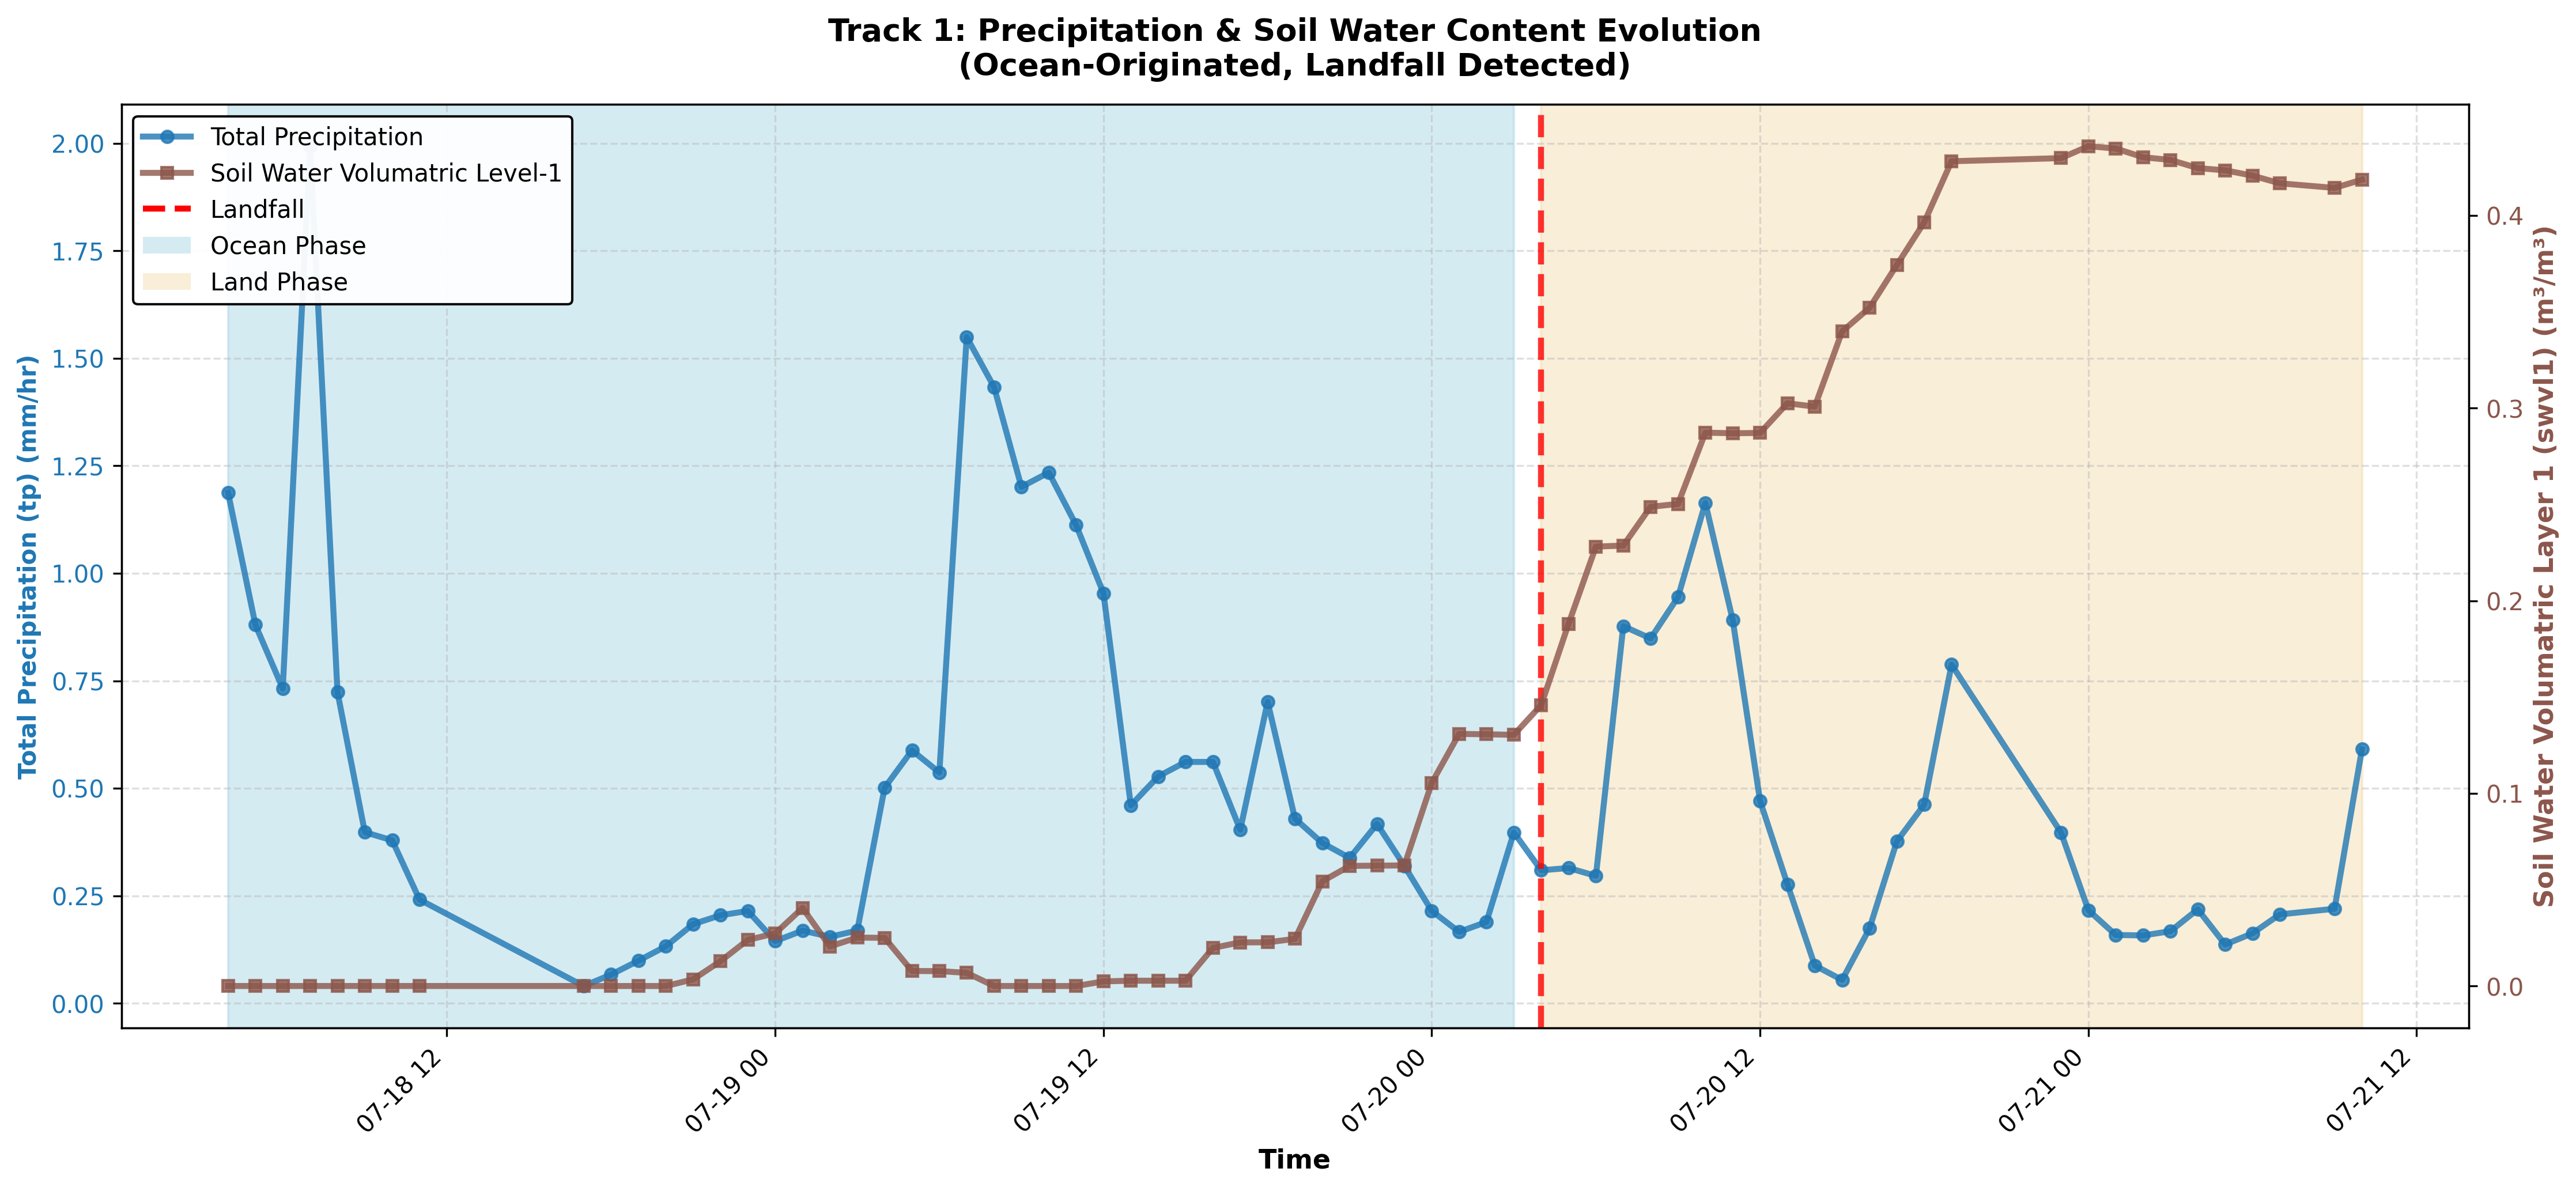 Track 1: Precipitation & Soil Water Content Evolution
(Ocean-Originated, Landfall Detected)
Total Precipitation
Soil Water Volumatric Level-1
Landfall
Ocean Phase
Land Phase
Total Precipitation (tp) (mm/hr)
2.00
1.75
1.50
1.25
1.00
0.75
0.50
0.25
0.00
0.4
0.3
0.2
0.1
0.0
Soil Water Volumatric Layer 1 (swvl1) (m³/m³)
07-18 12
07-19 00
07-19 12
07-20 00
07-20 12
07-21 00
07-21 12
Time